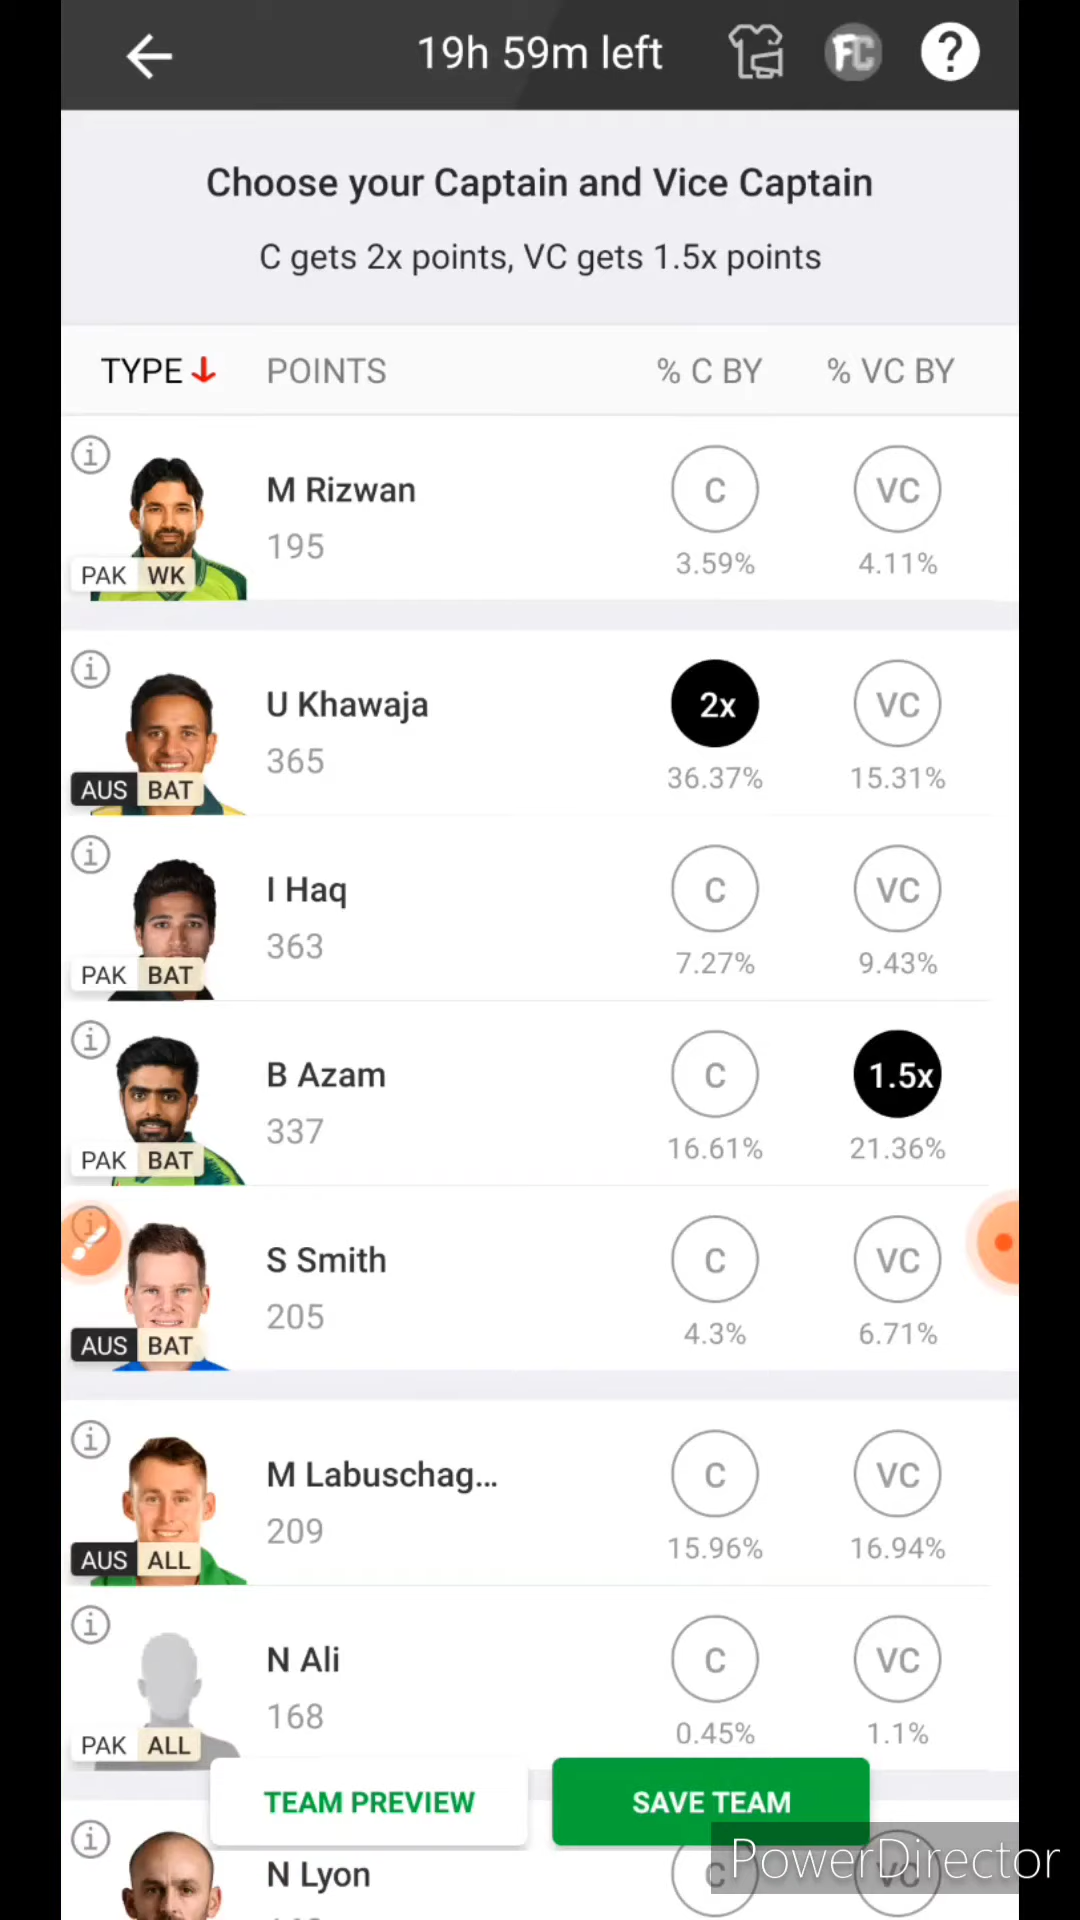 19h 59m left
FC
?
Choose your Captain and Vice Captain
C gets 2x points, VC gets 1.5x points
TYPE POINTS % C BY % VC BY
M Rizwan
195
C VC
3.59% 4.11%
PAK WK
U Khawaja
365
2x VC
36.37% 15.31%
AUS BAT
I Haq
363
C VC
7.27% 9.43%
PAK BAT
B Azam
337
C 1.5x
16.61% 21.36%
PAK BAT
S Smith
205
C VC
4.3% 6.71%
AUS BAT
M Labuschag...
209
C VC
15.96% 16.94%
AUS ALL
N Ali
168
C VC
0.45% 1.1%
PAK ALL
TEAM PREVIEW SAVE TEAM
N Lyon
C VC
PowerDirector